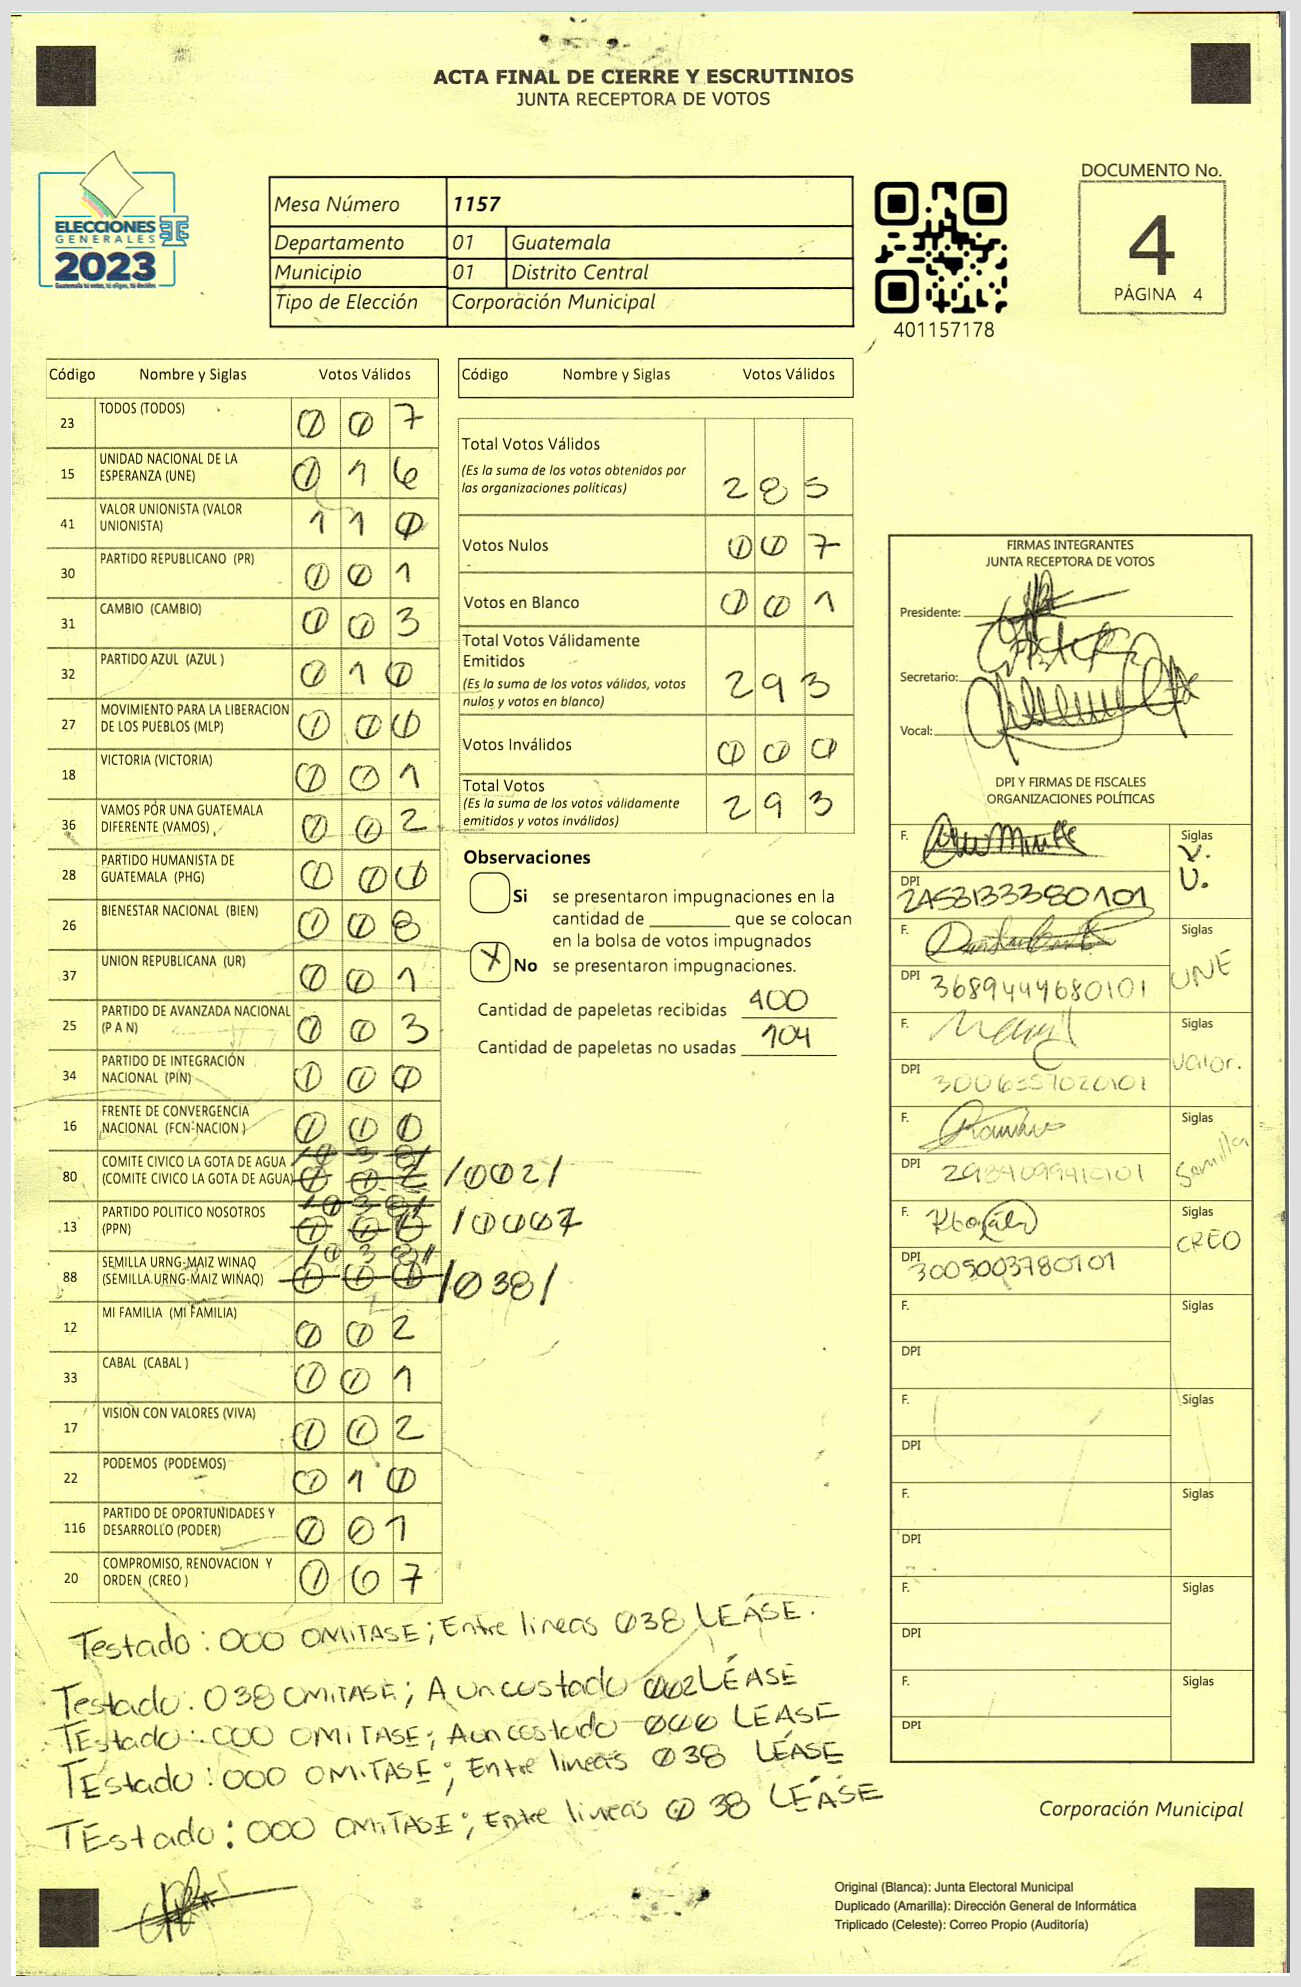 ACTA FINAL DE CIERRE Y ESCRUTINIOS
JUNTA RECEPTORA DE VOTOS
ELECCIONES
GENERALES
2023
Guatemala tú votas, tú eliges, tú decides
Mesa Número 1157
Departamento 01 Guatemala
Municipio 01 Distrito Central
Tipo de Elección Corporación Municipal
401157178
DOCUMENTO No.
4
PÁGINA 4
Código Nombre y Siglas Votos Válidos
23 TODOS (TODOS) 0 0 7
15 UNIDAD NACIONAL DE LA ESPERANZA (UNE) 0 1 6
41 VALOR UNIONISTA (VALOR UNIONISTA) 1 1 0
30 PARTIDO REPUBLICANO (PR) 0 0 1
31 CAMBIO (CAMBIO) 0 0 3
32 PARTIDO AZUL (AZUL ) 0 1 0
27 MOVIMIENTO PARA LA LIBERACION DE LOS PUEBLOS (MLP) 0 0 0
18 VICTORIA (VICTORIA) 0 0 1
36 VAMOS POR UNA GUATEMALA DIFERENTE (VAMOS) 0 0 2
28 PARTIDO HUMANISTA DE GUATEMALA (PHG) 0 0 0
26 BIENESTAR NACIONAL (BIEN) 0 0 8
37 UNION REPUBLICANA (UR) 0 0 1
25 PARTIDO DE AVANZADA NACIONAL (P A N) 0 0 3
34 PARTIDO DE INTEGRACIÓN NACIONAL (PIN) 0 0 0
16 FRENTE DE CONVERGENCIA NACIONAL (FCN-NACION ) 0 0 0
80 COMITE CIVICO LA GOTA DE AGUA (COMITE CIVICO LA GOTA DE AGUA) /002/
13 PARTIDO POLITICO NOSOTROS (PPN)
88 SEMILLA URNG-MAIZ WINAQ (SEMILLA.URNG-MAIZ WINAQ) /038/
12 MI FAMILIA (MI FAMILIA) 0 0 2
33 CABAL (CABAL ) 0 0 1
17 VISION CON VALORES (VIVA) 0 0 2
22 PODEMOS (PODEMOS) 0 1 0
116 PARTIDO DE OPORTUNIDADES Y DESARROLLO (PODER) 0 0 1
20 COMPROMISO, RENOVACION Y ORDEN (CREO ) 0 6 7
Código Nombre y Siglas Votos Válidos
Total Votos Válidos 2 8 5
(Es la suma de los votos obtenidos por
las organizaciones políticas)
Votos Nulos 0 0 7
Votos en Blanco 0 0 1
Total Votos Válidamente
Emitidos 2 9 3
(Es la suma de los votos válidos, votos
nulos y votos en blanco)
Votos Inválidos 0 0 0
Total Votos 2 9 3
(Es la suma de los votos válidamente
emitidos y votos inválidos)
Observaciones
Si se presentaron impugnaciones en la
cantidad de ________ que se colocan
en la bolsa de votos impugnados
X No se presentaron impugnaciones.
Cantidad de papeletas recibidas 400
Cantidad de papeletas no usadas 104
FIRMAS INTEGRANTES
JUNTA RECEPTORA DE VOTOS
Presidente:
Secretario:
Vocal:
DPI Y FIRMAS DE FISCALES
ORGANIZACIONES POLÍTICAS
F. Siglas V.
DPI 2453133380101 U.
F. Siglas UNE
DPI 3689444680101
F. Siglas Valor.
DPI 3006357020101
F. Siglas Semilla
DPI 2984099410101
F. Siglas CREO
DPI 3005003780101
F. Siglas
DPI
F. Siglas
DPI
F. Siglas
DPI
F. Siglas
DPI
F. Siglas
DPI
Testado: 000 OMITASE; Entre lineas 038 LÉASE.
Testado: 038 OMITASE; A un costado 002 LÉASE
TEstado: 000 OMITASE; A un costado 000 LEASE
TEstado: 000 OMITASE; Entre lineas 038 LÉASE
TEstado: 000 OMITASE; Entre lineas 038 LÉASE
Corporación Municipal
Original (Blanca): Junta Electoral Municipal
Duplicado (Amarilla): Dirección General de Informática
Triplicado (Celeste): Correo Propio (Auditoría)